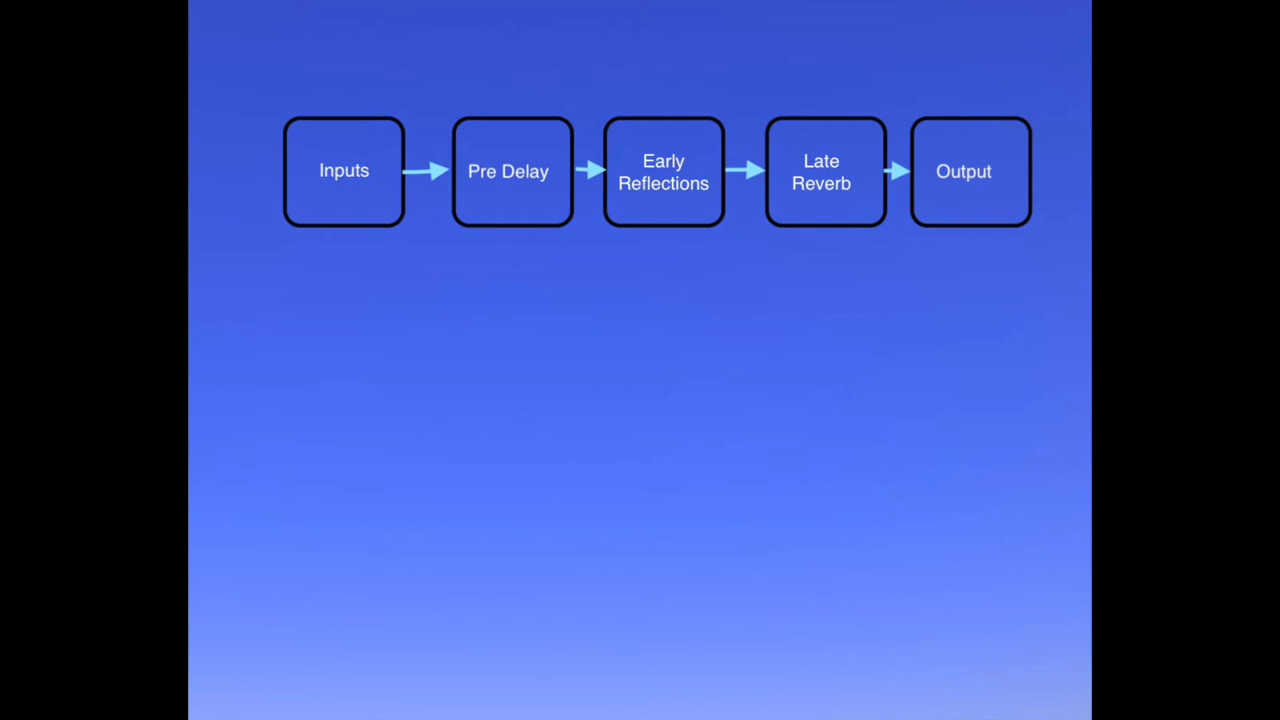 Inputs
Pre Delay
Early
Reflections
Late
Reverb
Output